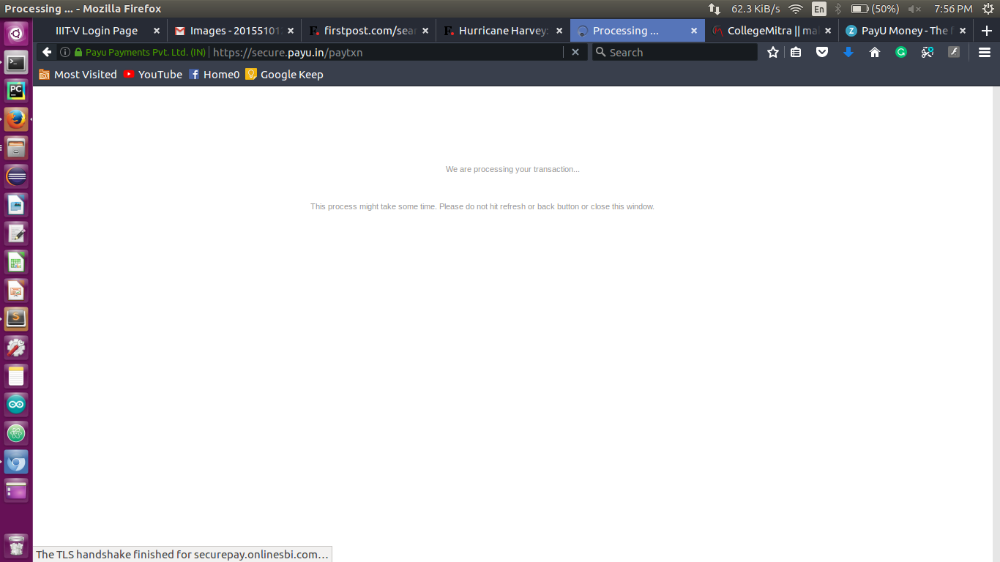 Processing ... - Mozilla Firefox
62.3 KiB/s
En
(50%)
7:56 PM
IIIT-V Login Page
Images - 20155101
firstpost.com/sear
Hurricane Harvey:
Processing ...
CollegeMitra || ma
PayU Money - The f
Payu Payments Pvt. Ltd. (IN)
https://secure.payu.in/paytxn
Search
Most Visited
YouTube
Home0
Google Keep
We are processing your transaction...
This process might take some time. Please do not hit refresh or back button or close this window.
The TLS handshake finished for securepay.onlinesbi.com…